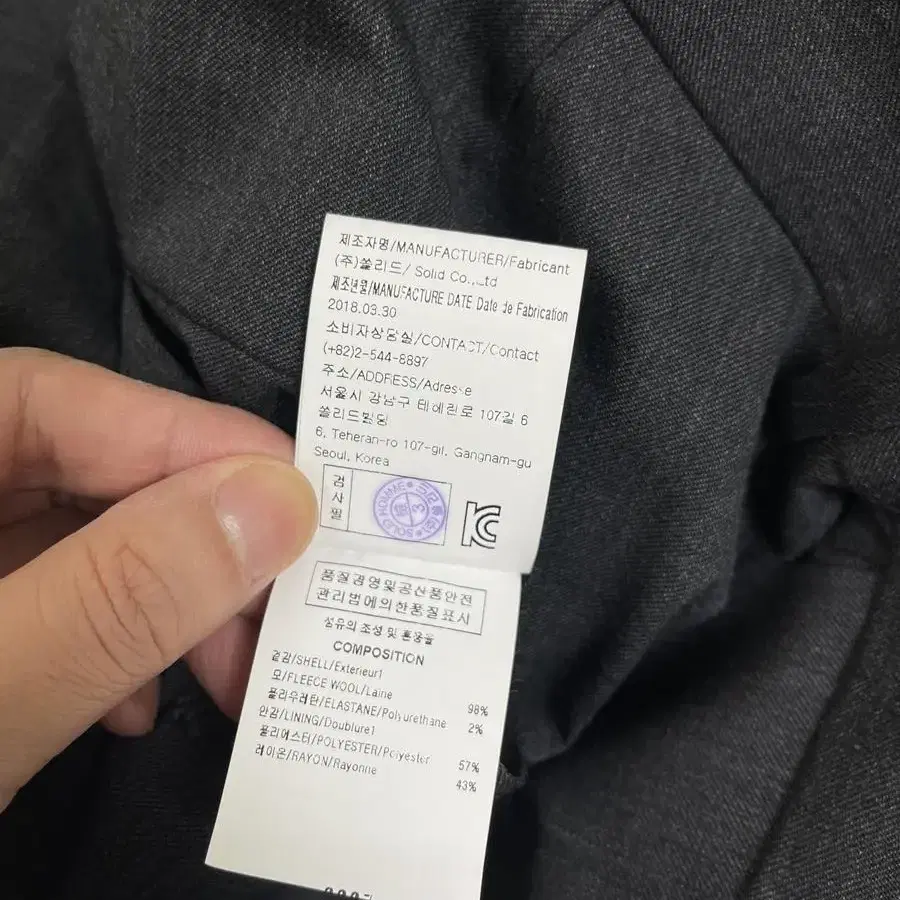 제조자명/MANUFACTURER/Fabricant
(주)쏠리드/ Solid Co.,Ltd
제조년월/MANUFACTURE DATE Date de Fabrication
2018.03.30
소비자상담실/CONTACT/Contact
(+82)2-544-8897
주소/ADDRESS/Adresse
서울시 강남구 테헤란로 107길 6
쏠리드빌딩
6, Teheran-ro 107-gil, Gangnam-gu
Seoul, Korea
검사필
SOLID HOMME
3
품질경영및공산품안전
관리법에의한품질표시
섬유의 조성 및 혼용율
COMPOSITION
겉감/SHELL/Exterieur1
모/FLEECE WOOL/Laine 98%
폴리우레탄/ELASTANE/Polyurethane 2%
안감/LINING/Doublure1
폴리에스터/POLYESTER/Polyester 57%
레이온/RAYON/Rayonne 43%